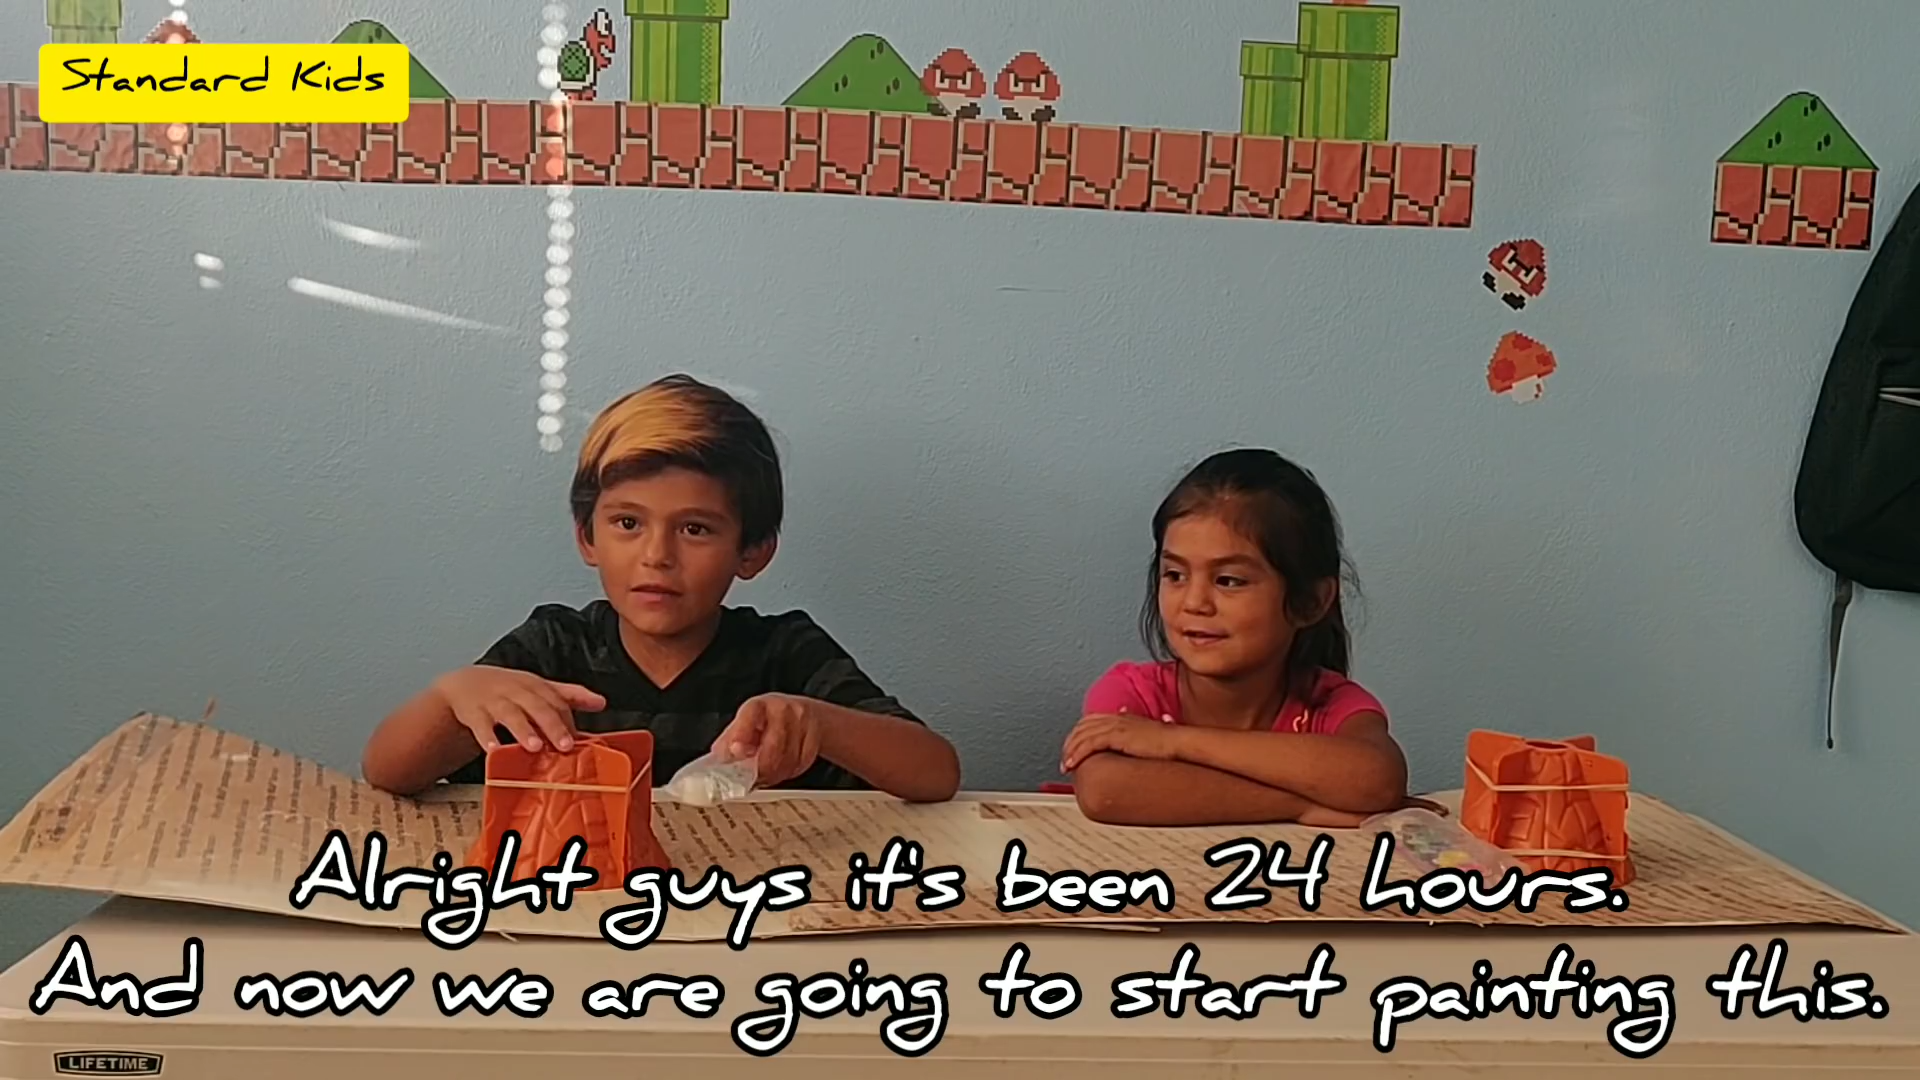 Standard Kids
Alright guys it's been 24 hours.
And now we are going to start painting this.
LIFETIME